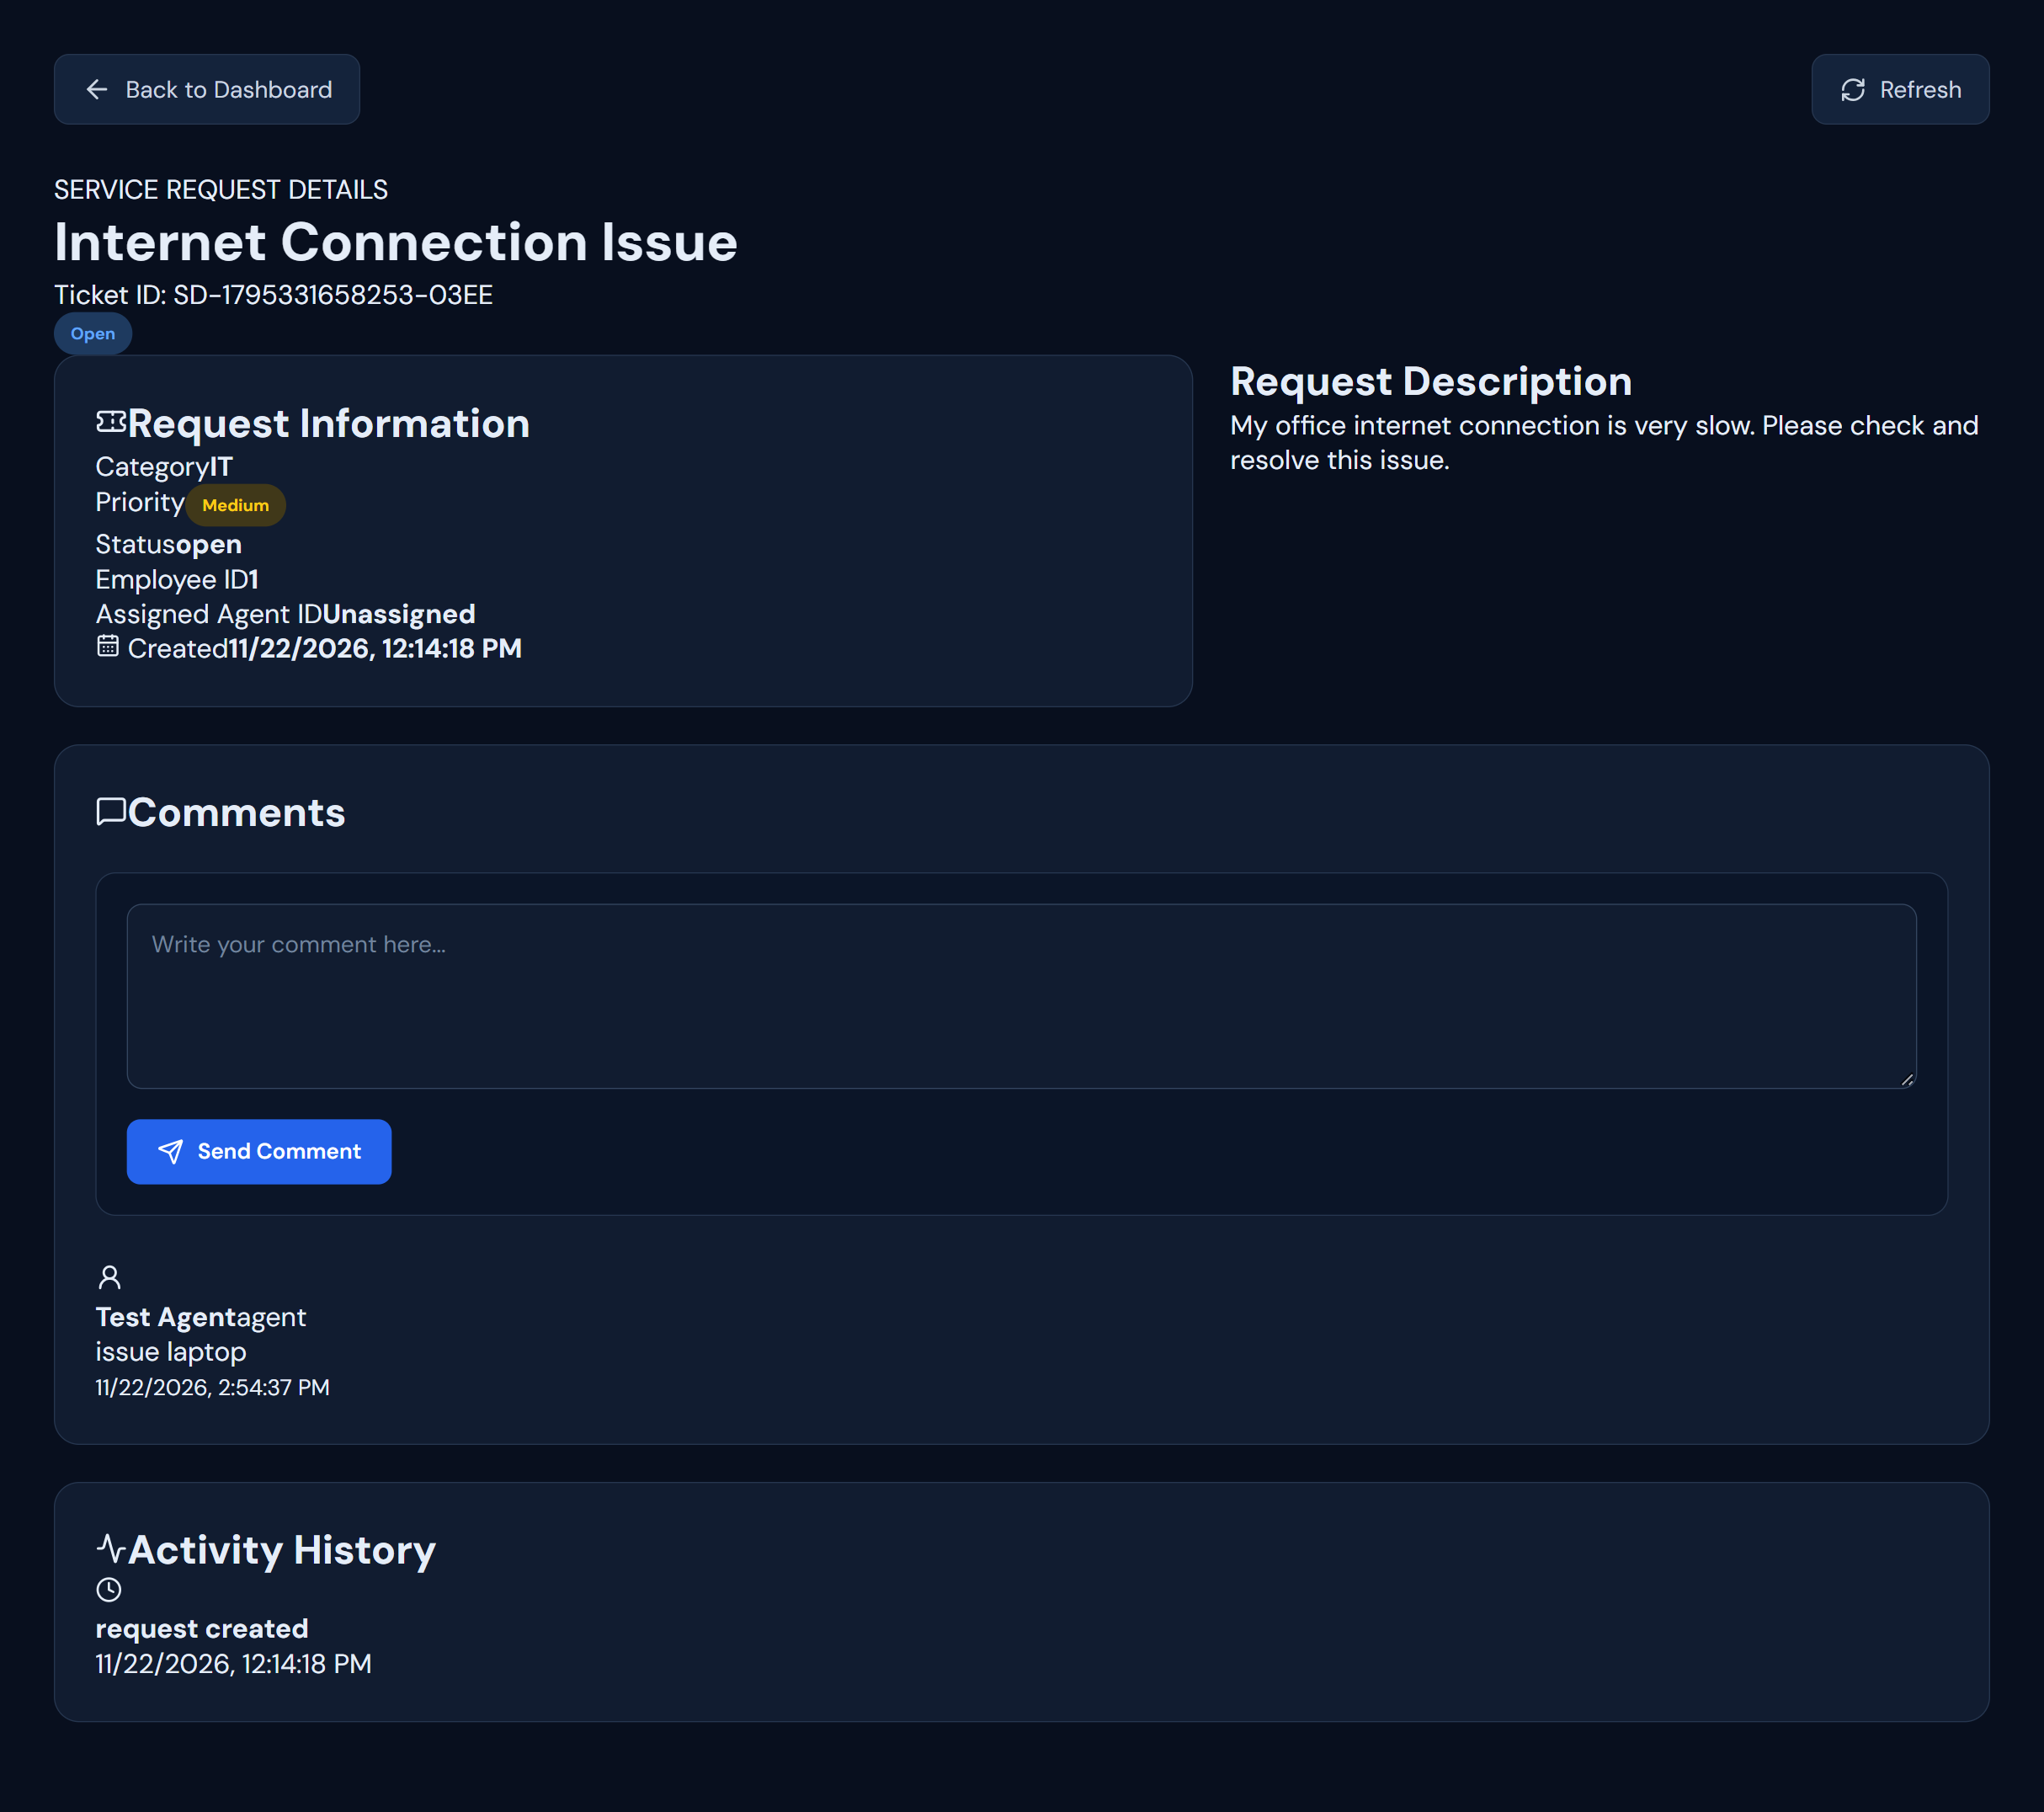 Back to Dashboard
Refresh
SERVICE REQUEST DETAILS
Internet Connection Issue
Ticket ID: SD-1795331658253-03EE
Open
Request Information
CategoryIT
Priority Medium
Statusopen
Employee ID1
Assigned Agent IDUnassigned
Created11/22/2026, 12:14:18 PM
Request Description
My office internet connection is very slow. Please check and
resolve this issue.
Comments
Write your comment here...
Send Comment
Test Agentagent
issue laptop
11/22/2026, 2:54:37 PM
Activity History
request created
11/22/2026, 12:14:18 PM